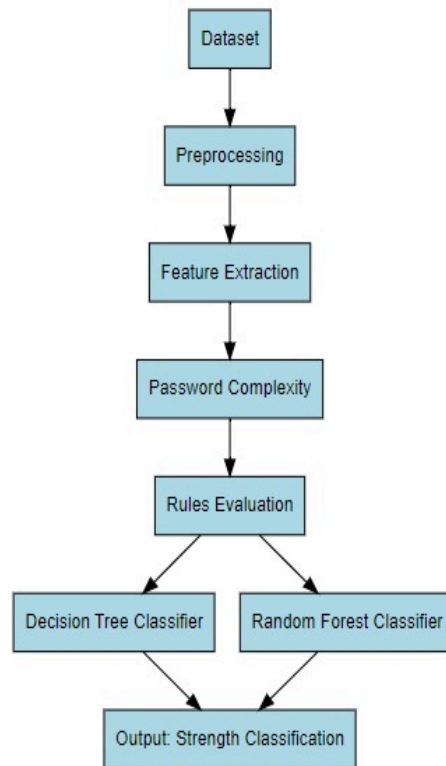 Dataset
Preprocessing
Feature Extraction
Password Complexity
Rules Evaluation
Decision Tree Classifier
Random Forest Classifier
Output: Strength Classification